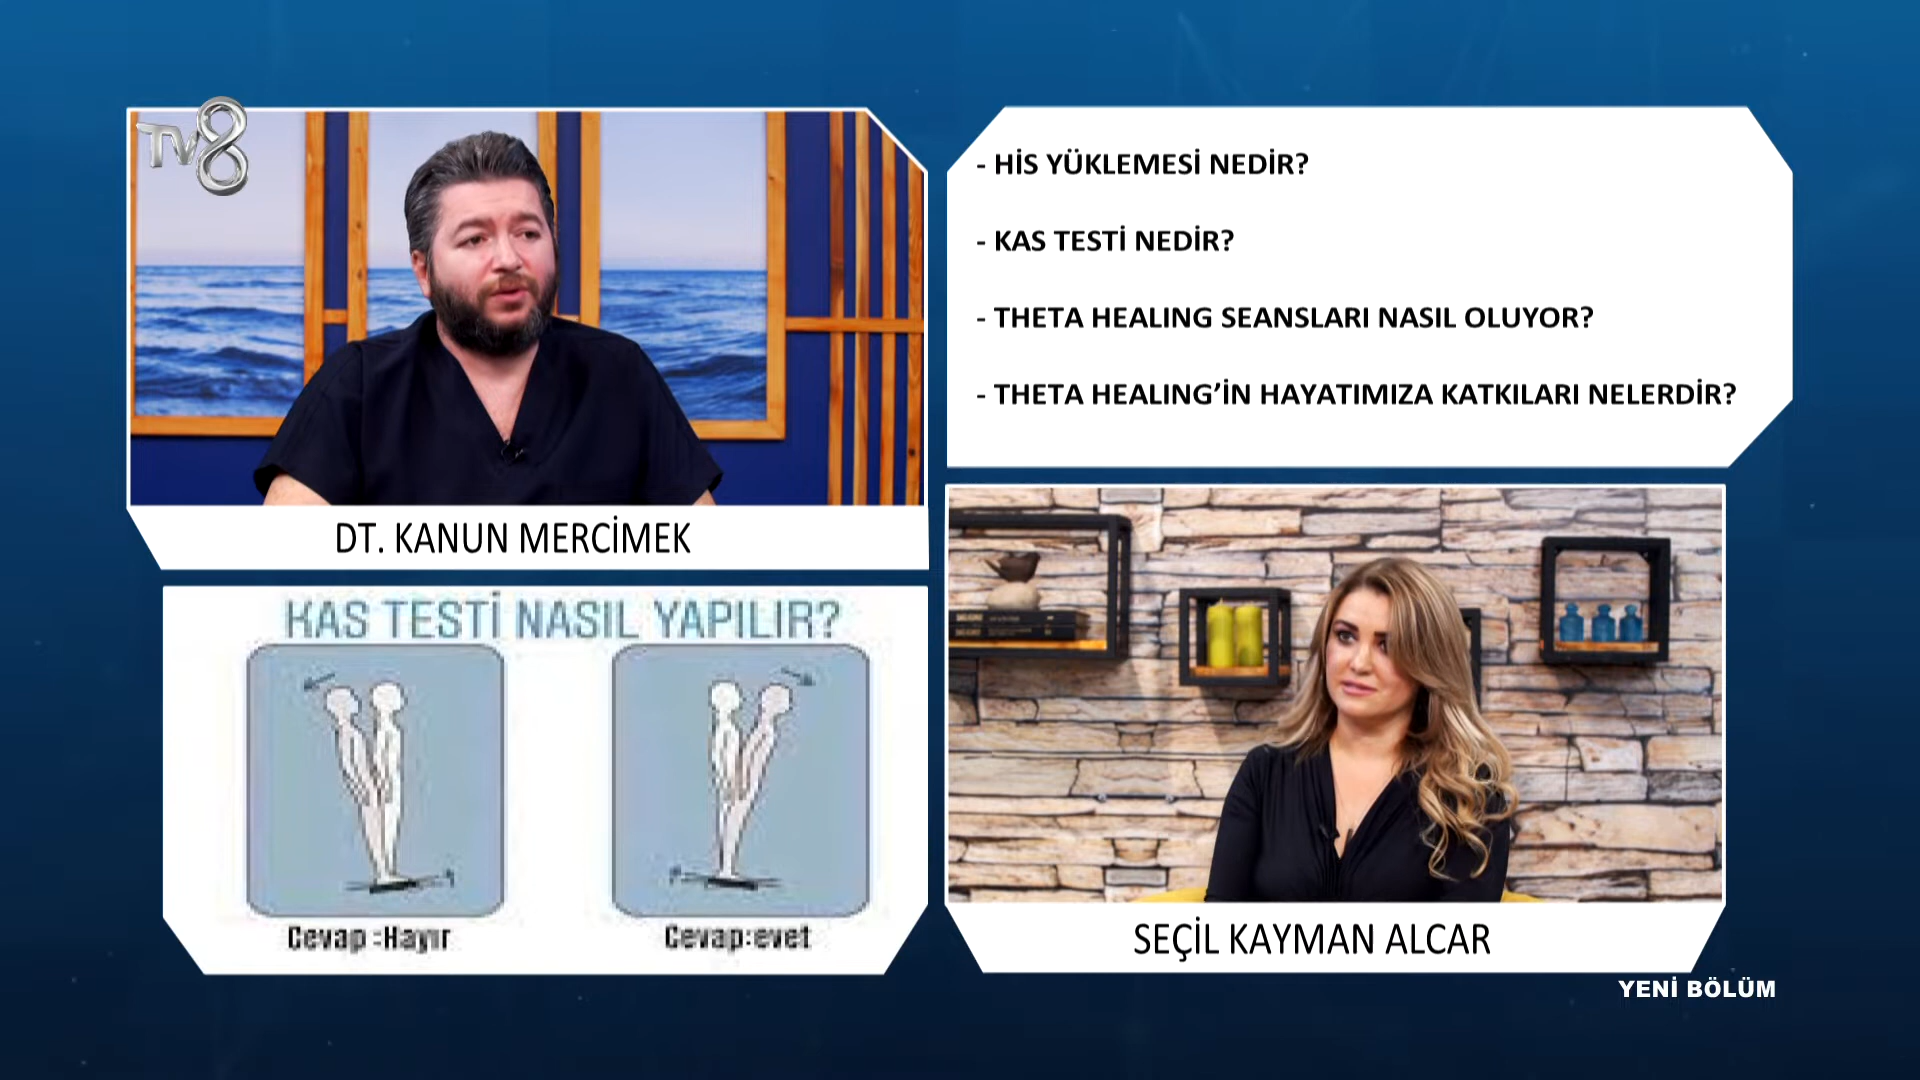 TV8
- HİS YÜKLEMESİ NEDİR?
- KAS TESTİ NEDİR?
- THETA HEALING SEANSLARI NASIL OLUYOR?
- THETA HEALING’İN HAYATIMIZA KATKILARI NELERDİR?
DT. KANUN MERCİMEK
KAS TESTİ NASIL YAPILIR?
Cevap :Hayır
Cevap:evet
SEÇİL KAYMAN ALCAR
YENİ BÖLÜM